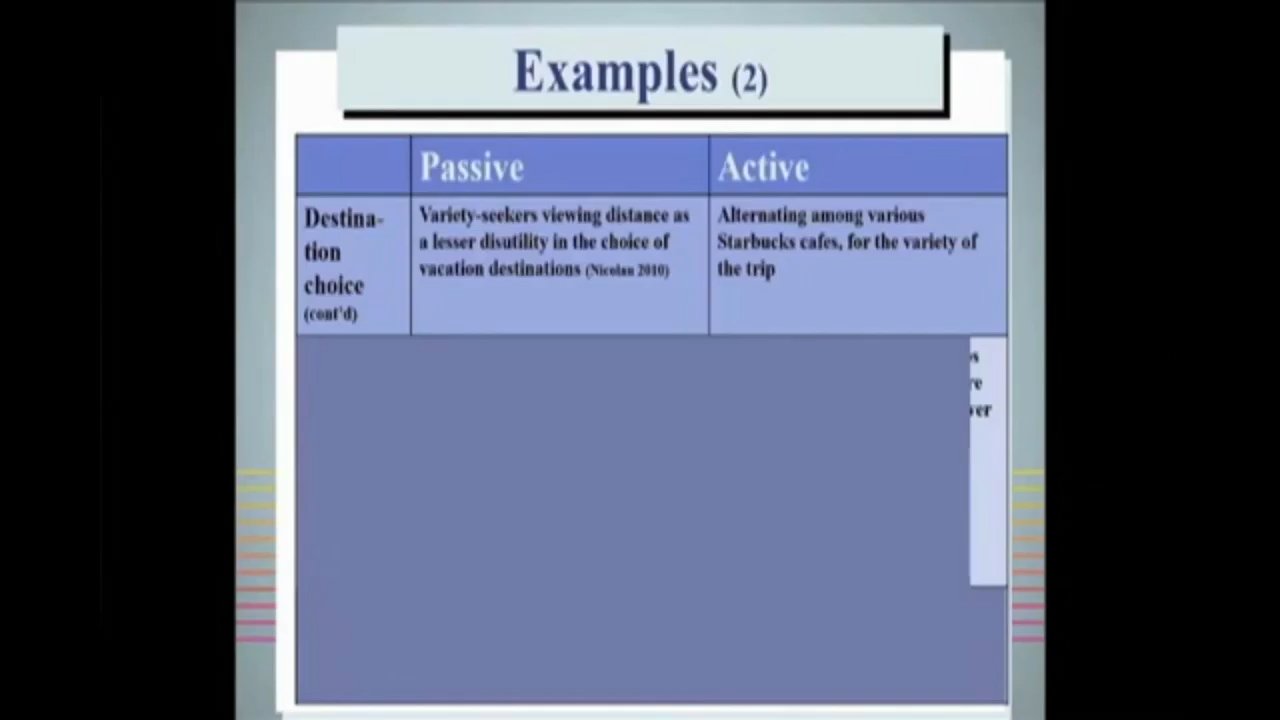 Examples (2)
Passive
Active
Destina-
tion
choice
(cont'd)
Variety-seekers viewing distance as
a lesser disutility in the choice of
vacation destinations (Nicolau 2010)
Alternating among various
Starbucks cafes, for the variety of
the trip